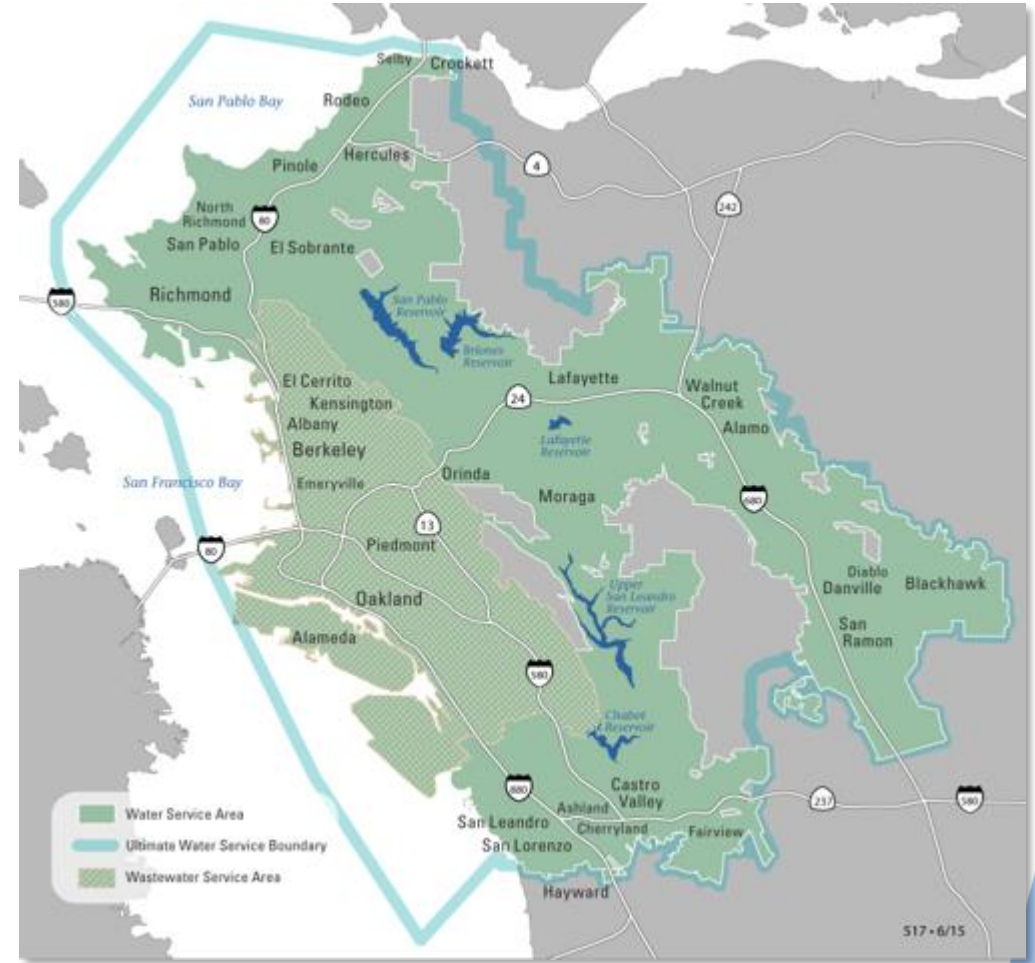 Selby
Crockett
San Pablo Bay
Rodeo
Hercules
Pinole
4
242
North
Richmond
80
San Pablo
El Sobrante
Richmond
580
San Pablo
Reservoir
Briones
Reservoir
El Cerrito
Kensington
Albany
Berkeley
Lafayette
24
Walnut
Creek
Alamo
Lafayette
Reservoir
San Francisco Bay
Emeryville
Orinda
Moraga
680
13
80
Piedmont
Oakland
Alameda
Upper
San Leandro
Reservoir
Diablo
Danville
Blackhawk
San
Ramon
580
Chabot
Reservoir
880
Castro
Valley
Ashland
Cherryland
237
580
San Leandro
San Lorenzo
Fairview
Hayward
Water Service Area
Ultimate Water Service Boundary
Wastewater Service Area
517 • 6/15